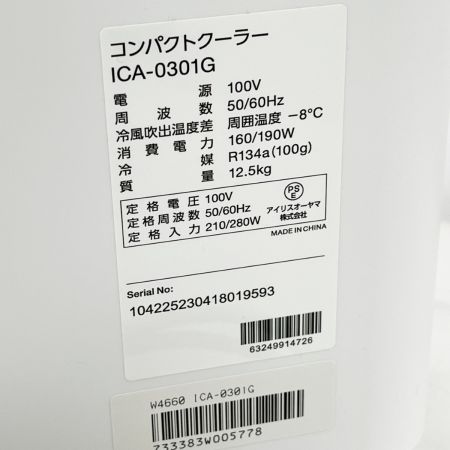 コンパクトクーラー
ICA-0301G
電源 100V
周波数 50/60Hz
冷風吹出温度差 周囲温度 −8℃
消費電力 160/190W
冷媒 R134a(100g)
質量 12.5kg
定格電圧 100V
定格周波数 50/60Hz
定格入力 210/280W
PSE
アイリスオーヤマ
株式会社
MADE IN CHINA
Serial No:
104225230418019593
63249914726
W4660 ICA-0301G
733383W005778